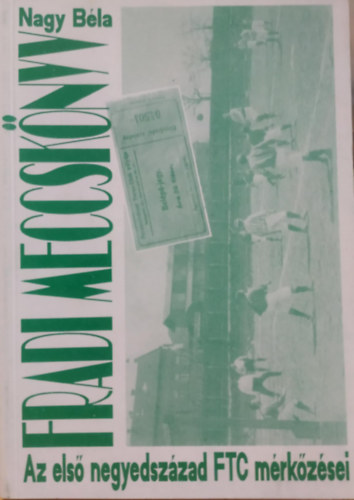 Nagy Béla
FRADI MECCSKÖNYV
Az első negyedszázad FTC mérkőzései